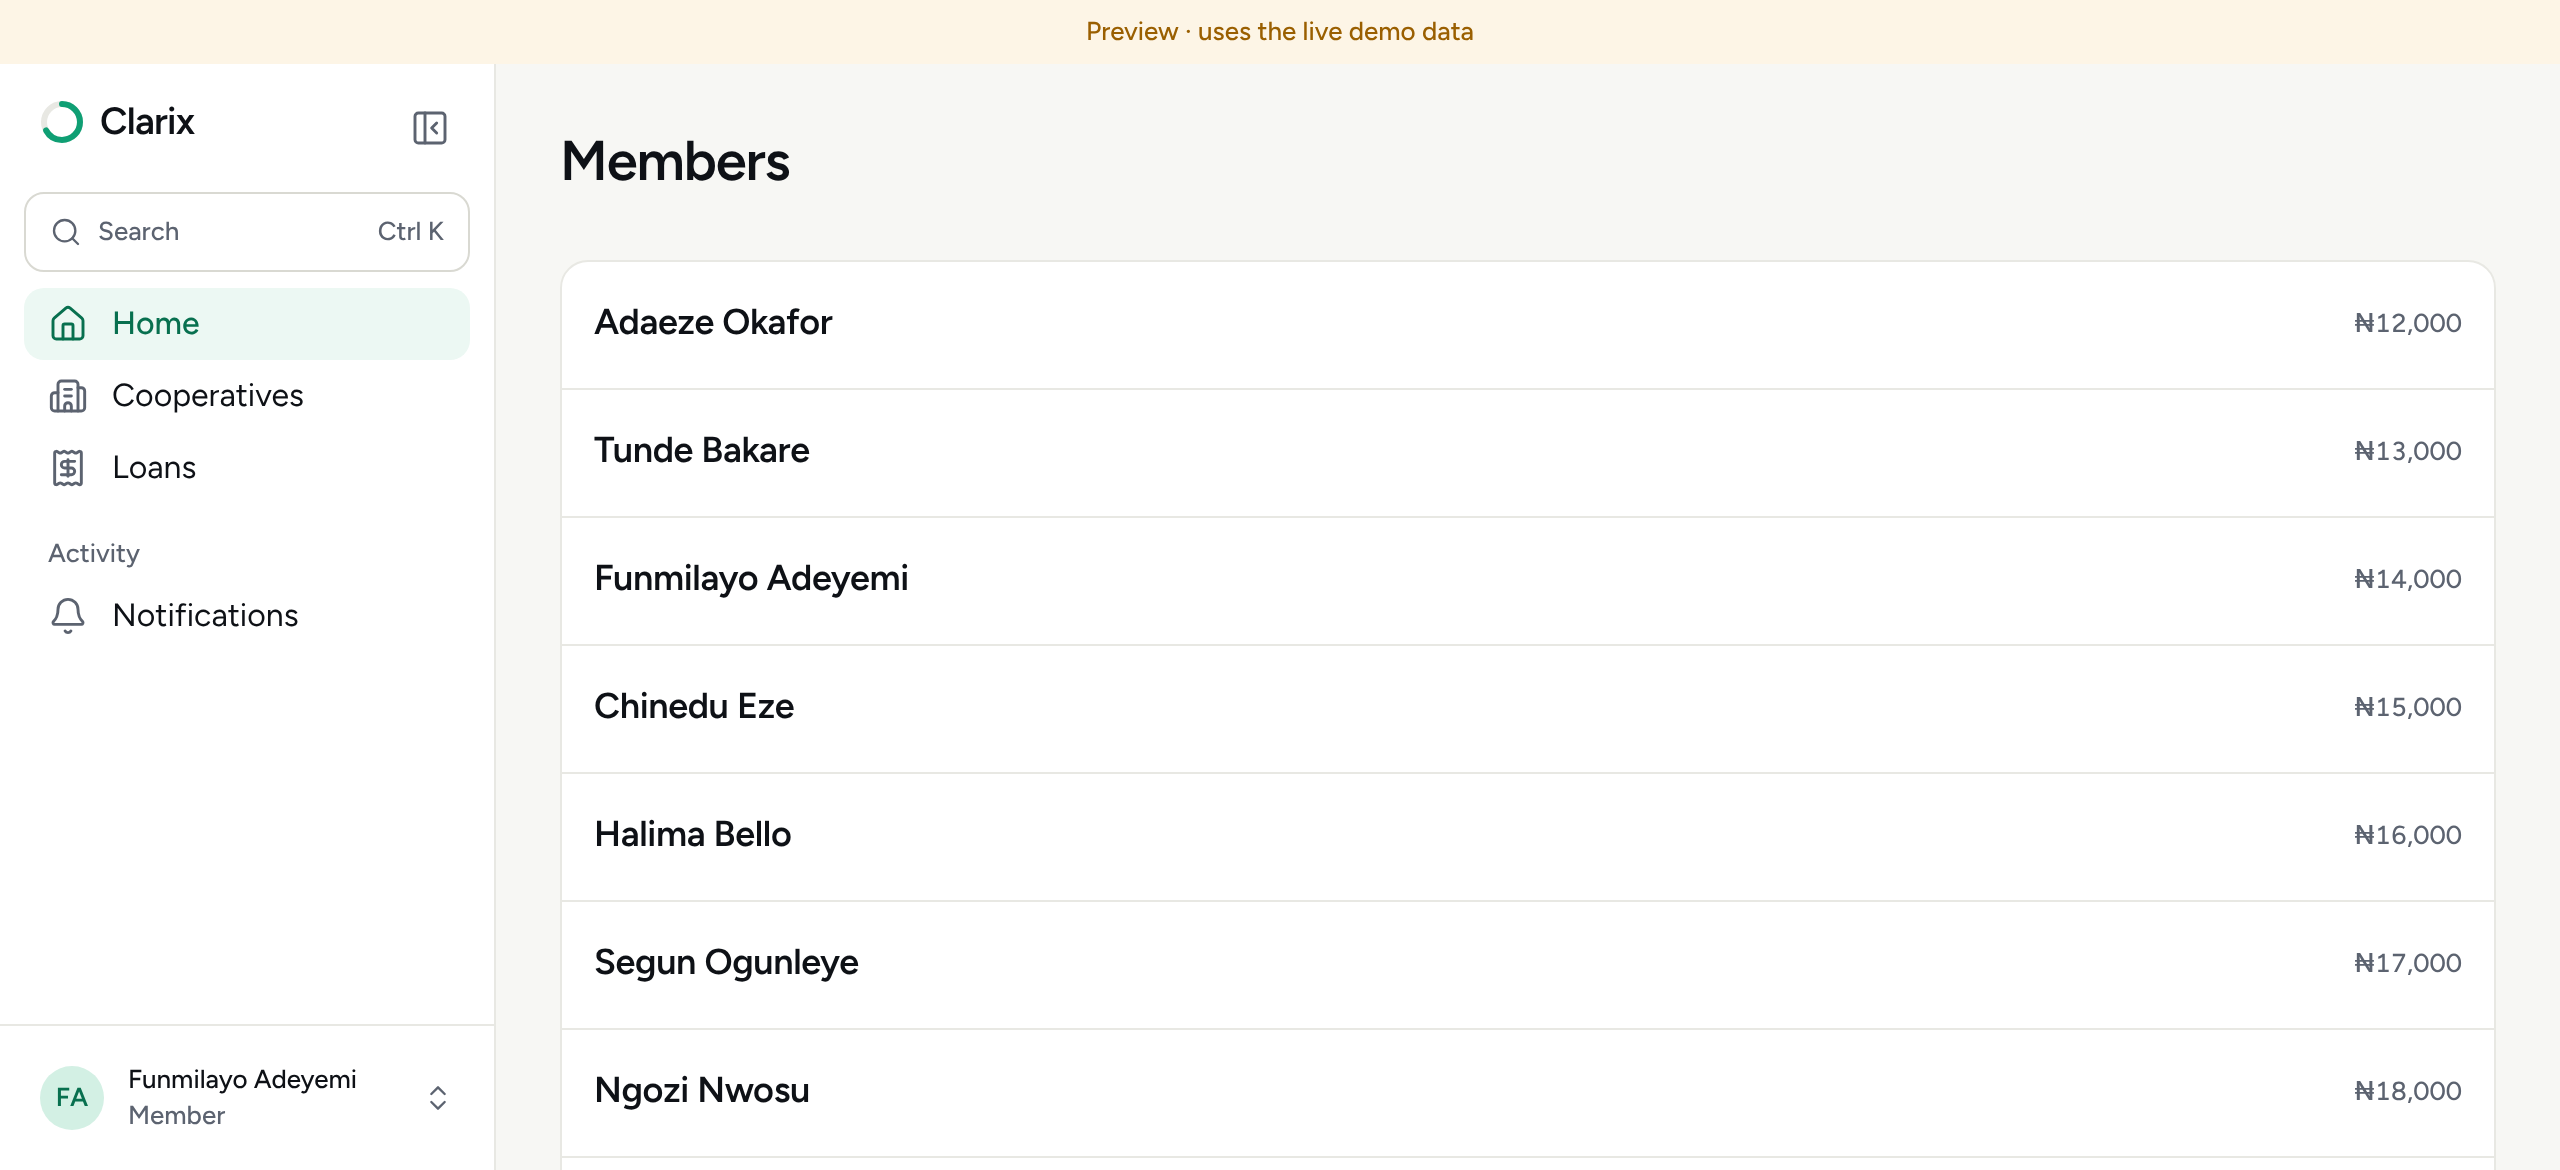 Preview · uses the live demo data
Clarix
Search Ctrl K
Home
Cooperatives
Loans
Activity
Notifications
FA
Funmilayo Adeyemi
Member
Members
Adaeze Okafor ₦12,000
Tunde Bakare ₦13,000
Funmilayo Adeyemi ₦14,000
Chinedu Eze ₦15,000
Halima Bello ₦16,000
Segun Ogunleye ₦17,000
Ngozi Nwosu ₦18,000